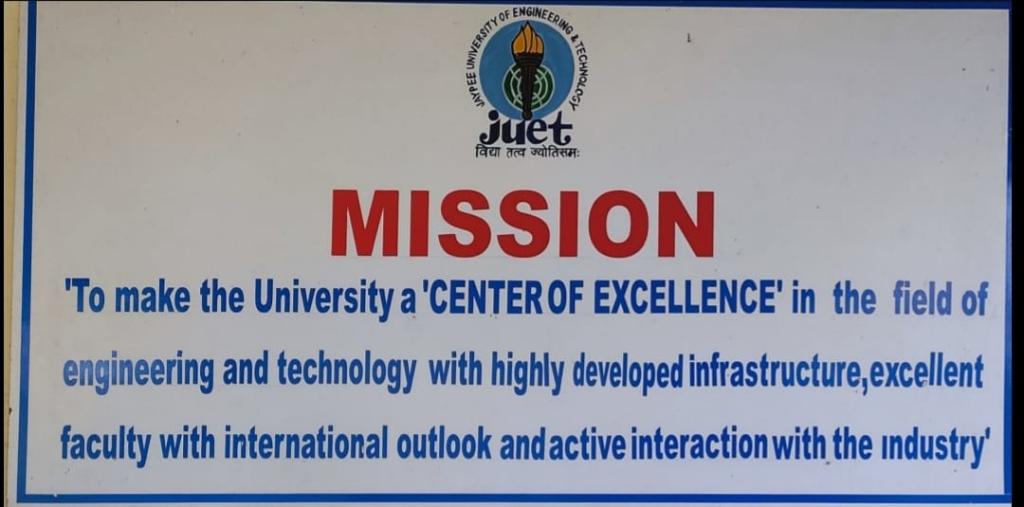 JAYPEE UNIVERSITY OF ENGINEERING & TECHNOLOGY
juet
विद्या तत्व ज्योतिसमः
MISSION
'To make the University a 'CENTER OF EXCELLENCE' in the field of
engineering and technology with highly developed infrastructure,excellent
faculty with international outlook and active interaction with the industry'